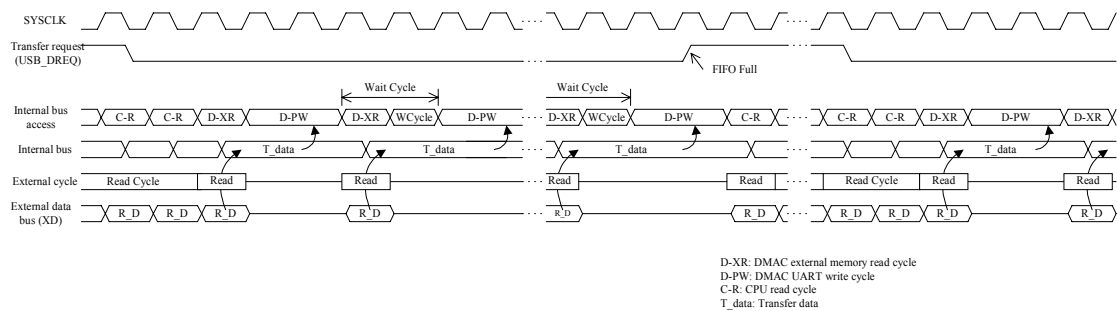 SYSCLK
Transfer request
(USB_DREQ)
FIFO Full
Wait Cycle Wait Cycle
Internal bus
access
C-R C-R D-XR D-PW D-XR WCycle D-PW D-XR WCycle D-PW C-R C-R C-R D-XR D-PW D-XR
Internal bus T_data T_data T_data T_data
External cycle Read Cycle Read Read Read Read Read Cycle Read Read
External data
bus (XD)
R_D R_D R_D R_D R_D R_D R_D R_D R_D R_D
D-XR: DMAC external memory read cycle
D-PW: DMAC UART write cycle
C-R: CPU read cycle
T_data: Transfer data